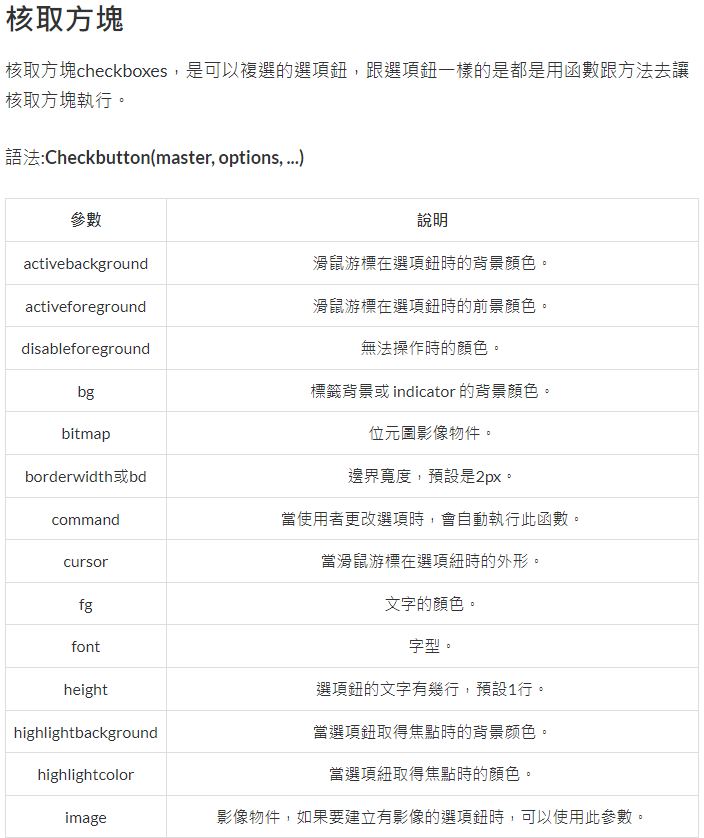 核取方塊
核取方塊checkboxes，是可以複選的選項鈕，跟選項鈕一樣的是都是用函數跟方法去讓
核取方塊執行。
語法:Checkbutton(master, options, ...)
參數 說明
activebackground 滑鼠游標在選項鈕時的背景顏色。
activeforeground 滑鼠游標在選項鈕時的前景顏色。
disableforeground 無法操作時的顏色。
bg 標籤背景或 indicator 的背景顏色。
bitmap 位元圖影像物件。
borderwidth或bd 邊界寬度，預設是2px。
command 當使用者更改選項時，會自動執行此函數。
cursor 當滑鼠游標在選項紐時的外形。
fg 文字的顏色。
font 字型。
height 選項鈕的文字有幾行，預設1行。
highlightbackground 當選項鈕取得焦點時的背景顏色。
highlightcolor 當選項紐取得焦點時的顏色。
image 影像物件，如果要建立有影像的選項鈕時，可以使用此參數。